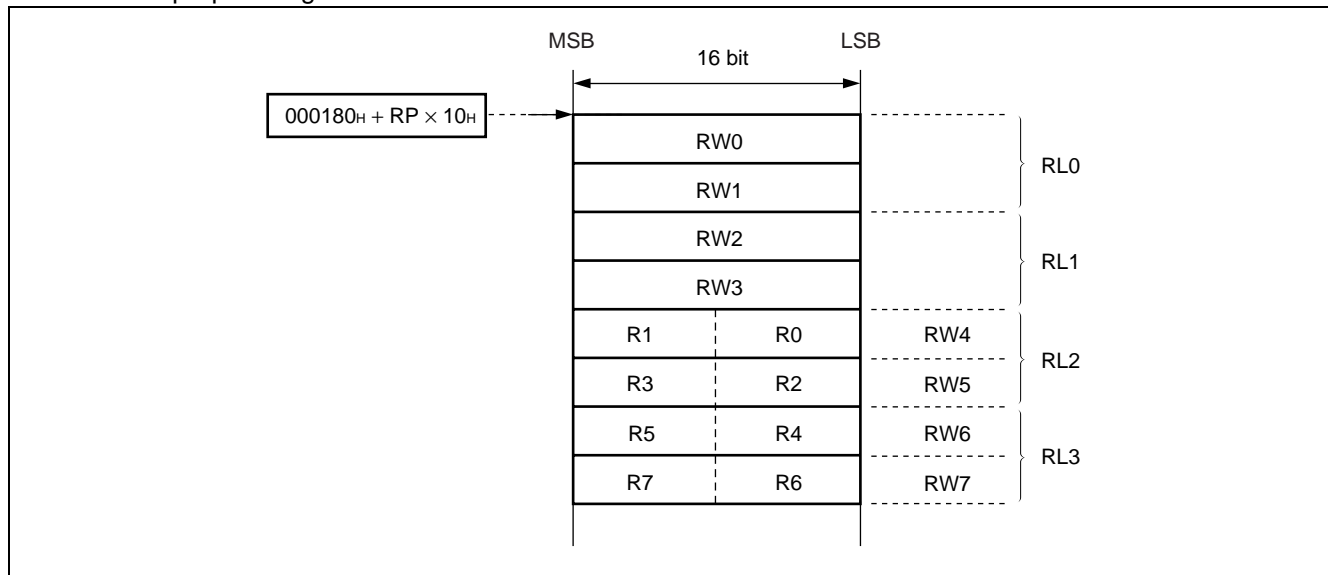 MSB LSB
16 bit
000180H + RP × 10H
RW0
RL0
RW1
RW2
RL1
RW3
R1 R0 RW4
RL2
R3 R2 RW5
R5 R4 RW6
RL3
R7 R6 RW7